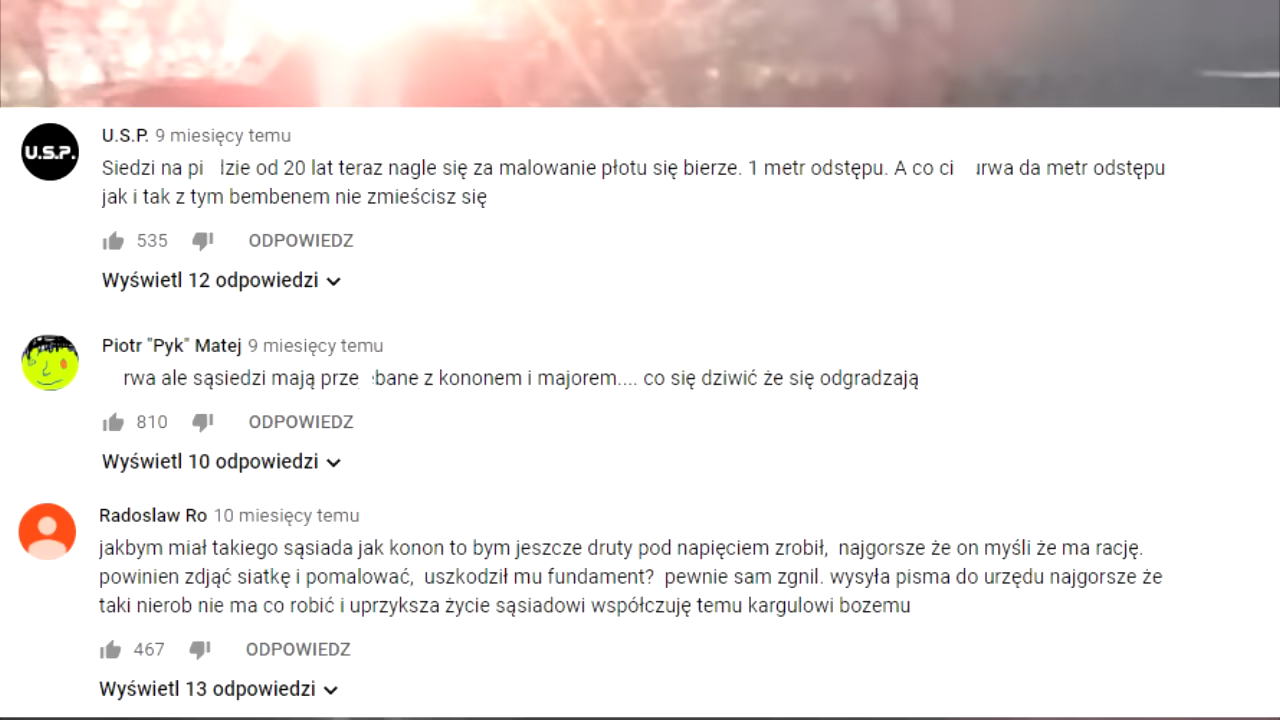 U.S.P.
U.S.P. 9 miesięcy temu
Siedzi na pi lzie od 20 lat teraz nagle się za malowanie płotu się bierze. 1 metr odstępu. A co ci rwa da metr odstępu
jak i tak z tym bembenem nie zmieścisz się
535 ODPOWIEDZ
Wyświetl 12 odpowiedzi
Piotr "Pyk" Matej 9 miesięcy temu
rwa ale sąsiedzi mają prze bane z kononem i majorem.... co się dziwić że się odgradzają
810 ODPOWIEDZ
Wyświetl 10 odpowiedzi
Radoslaw Ro 10 miesięcy temu
jakbym miał takiego sąsiada jak konon to bym jeszcze druty pod napięciem zrobił, najgorsze że on myśli że ma rację.
powinien zdjąć siatkę i pomalować, uszkodził mu fundament? pewnie sam zgnil. wysyła pisma do urzędu najgorsze że
taki nierob nie ma co robić i uprzyksza życie sąsiadowi współczuję temu kargulowi bozemu
467 ODPOWIEDZ
Wyświetl 13 odpowiedzi